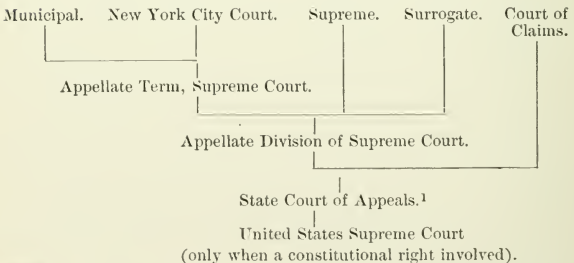 Municipal. New York City Court. Supreme. Surrogate. Court of
Claims.
Appellate Term, Supreme Court.
Appellate Division of Supreme Court.
State Court of Appeals.¹
United States Supreme Court
(only when a constitutional right involved).